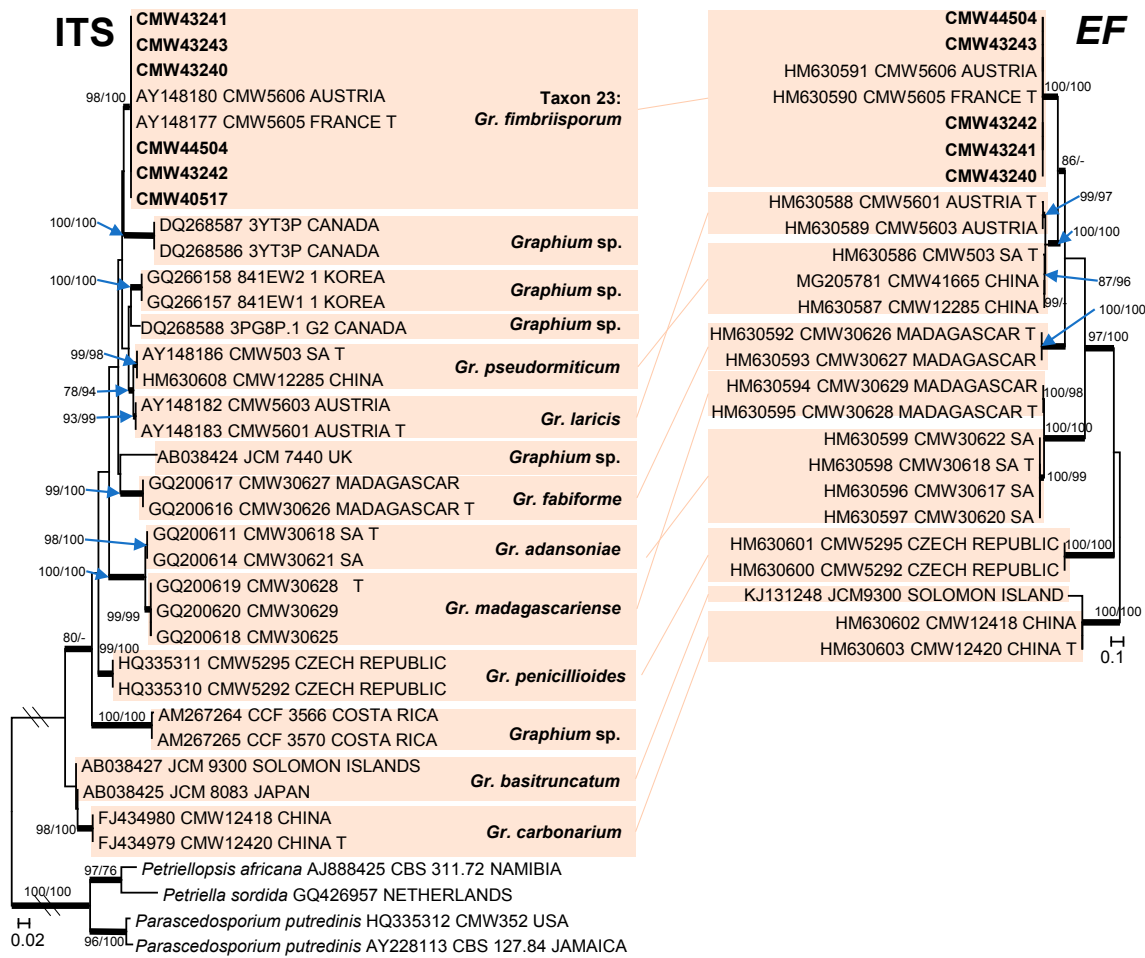 ITS
CMW43241
CMW43243
CMW43240
98/100
AY148180 CMW5606 AUSTRIA
Taxon 23:
AY148177 CMW5605 FRANCE T
Gr. fimbriisporum
CMW44504
CMW43242
CMW40517
100/100
DQ268587 3YT3P CANADA
DQ268586 3YT3P CANADA
Graphium sp.
100/100
GQ266158 841EW2 1 KOREA
GQ266157 841EW1 1 KOREA
Graphium sp.
DQ268588 3PG8P.1 G2 CANADA
Graphium sp.
99/98
AY148186 CMW503 SA T
HM630608 CMW12285 CHINA
Gr. pseudormiticum
78/94
93/99
AY148182 CMW5603 AUSTRIA
AY148183 CMW5601 AUSTRIA T
Gr. laricis
AB038424 JCM 7440 UK
Graphium sp.
99/100
GQ200617 CMW30627 MADAGASCAR
GQ200616 CMW30626 MADAGASCAR T
Gr. fabiforme
98/100
GQ200611 CMW30618 SA T
GQ200614 CMW30621 SA
Gr. adansoniae
100/100
99/99
GQ200619 CMW30628 T
GQ200620 CMW30629
GQ200618 CMW30625
Gr. madagascariense
80/-
99/100
HQ335311 CMW5295 CZECH REPUBLIC
HQ335310 CMW5292 CZECH REPUBLIC
Gr. penicillioides
100/100
AM267264 CCF 3566 COSTA RICA
AM267265 CCF 3570 COSTA RICA
Graphium sp.
AB038427 JCM 9300 SOLOMON ISLANDS
AB038425 JCM 8083 JAPAN
Gr. basitruncatum
98/100
FJ434980 CMW12418 CHINA
FJ434979 CMW12420 CHINA T
Gr. carbonarium
100/100
97/76
Petriellopsis africana AJ888425 CBS 311.72 NAMIBIA
Petriella sordida GQ426957 NETHERLANDS
96/100
Parascedosporium putredinis HQ335312 CMW352 USA
Parascedosporium putredinis AY228113 CBS 127.84 JAMAICA
0.02
EF
CMW44504
CMW43243
HM630591 CMW5606 AUSTRIA
HM630590 CMW5605 FRANCE T
100/100
CMW43242
CMW43241
CMW43240
86/-
HM630588 CMW5601 AUSTRIA T
HM630589 CMW5603 AUSTRIA
99/97
100/100
HM630586 CMW503 SA T
MG205781 CMW41665 CHINA
HM630587 CMW12285 CHINA
87/96
99/-
100/100
HM630592 CMW30626 MADAGASCAR T
HM630593 CMW30627 MADAGASCAR
97/100
HM630594 CMW30629 MADAGASCAR
HM630595 CMW30628 MADAGASCAR T
100/98
100/100
HM630599 CMW30622 SA
HM630598 CMW30618 SA T
HM630596 CMW30617 SA
HM630597 CMW30620 SA
100/99
HM630601 CMW5295 CZECH REPUBLIC
HM630600 CMW5292 CZECH REPUBLIC
100/100
KJ131248 JCM9300 SOLOMON ISLAND
100/100
HM630602 CMW12418 CHINA
HM630603 CMW12420 CHINA T
0.1